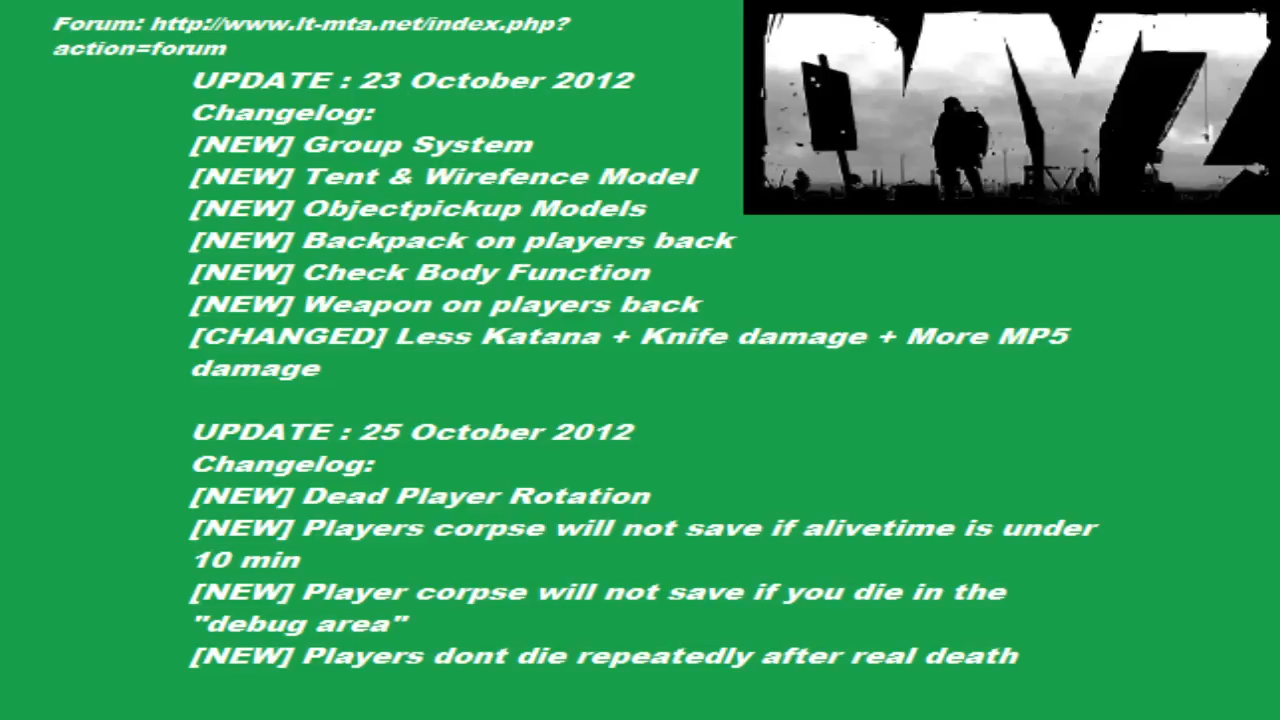 Forum: http://www.lt-mta.net/index.php?
action=forum
DAYZ
UPDATE : 23 October 2012
Changelog:
[NEW] Group System
[NEW] Tent & Wirefence Model
[NEW] Objectpickup Models
[NEW] Backpack on players back
[NEW] Check Body Function
[NEW] Weapon on players back
[CHANGED] Less Katana + Knife damage + More MP5
damage
UPDATE : 25 October 2012
Changelog:
[NEW] Dead Player Rotation
[NEW] Players corpse will not save if alivetime is under
10 min
[NEW] Player corpse will not save if you die in the
"debug area"
[NEW] Players dont die repeatedly after real death